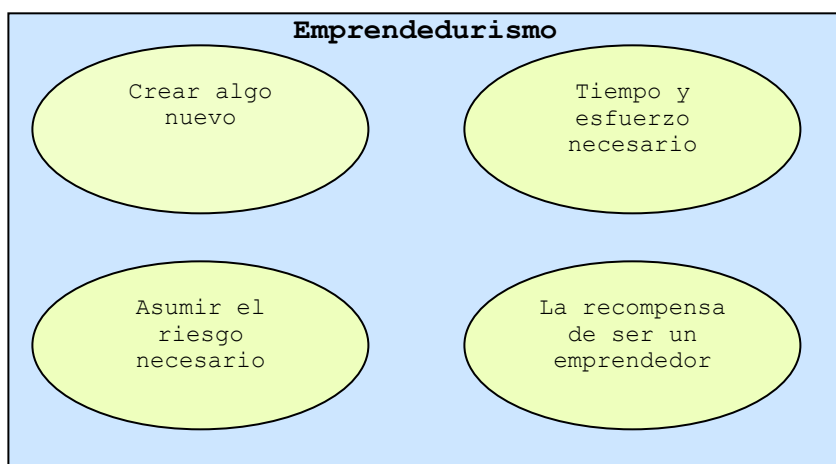 Emprendedurismo
Crear algo
nuevo
Tiempo y
esfuerzo
necesario
Asumir el
riesgo
necesario
La recompensa
de ser un
emprendedor